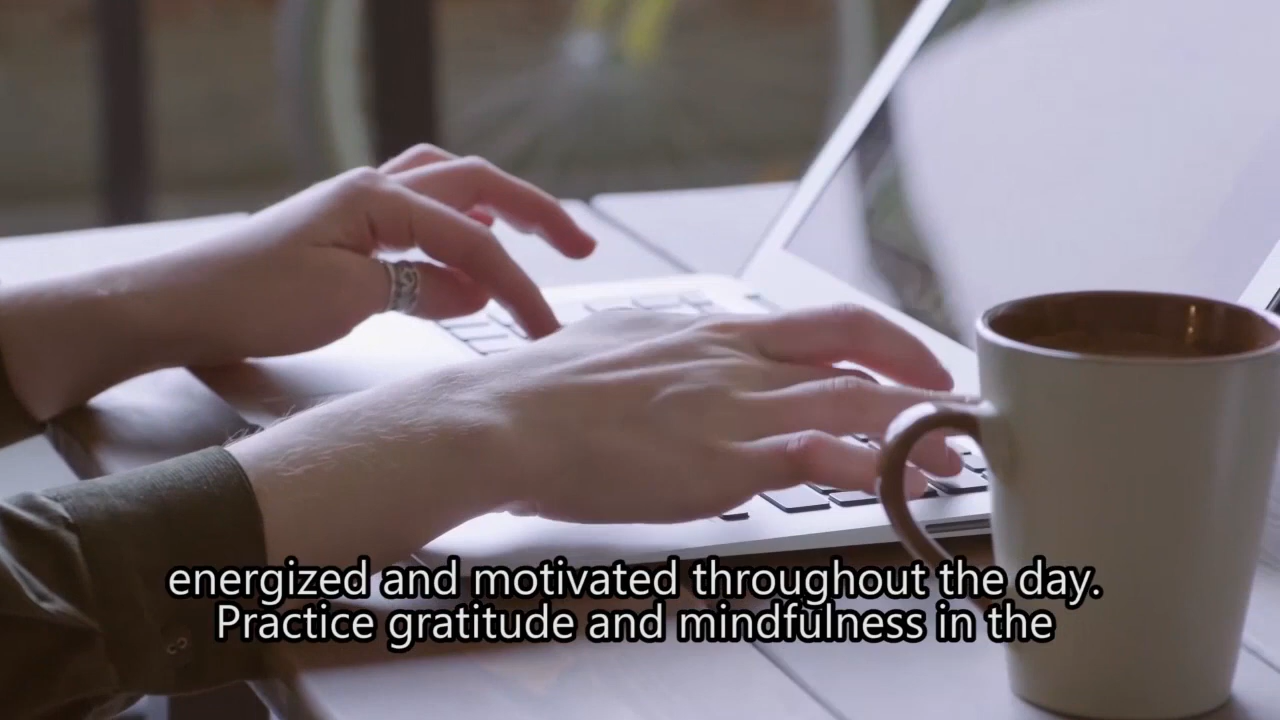 energized and motivated throughout the day.
Practice gratitude and mindfulness in the